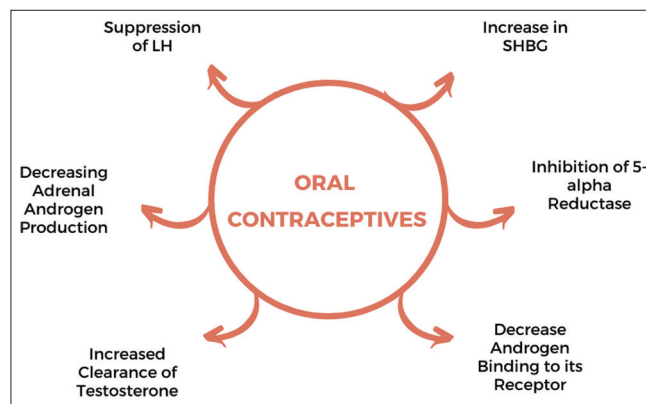 Suppression
of LH
Increase in
SHBG
Decreasing
Adrenal
Androgen
Production
ORAL
CONTRACEPTIVES
Inhibition of 5-
alpha
Reductase
Increased
Clearance of
Testosterone
Decrease
Androgen
Binding to its
Receptor